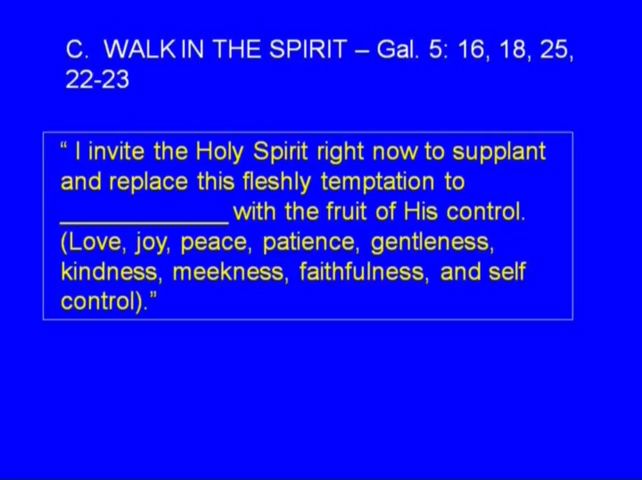 C. WALK IN THE SPIRIT – Gal. 5: 16, 18, 25,
22-23
“ I invite the Holy Spirit right now to supplant
and replace this fleshly temptation to
_____________ with the fruit of His control.
(Love, joy, peace, patience, gentleness,
kindness, meekness, faithfulness, and self
control).”